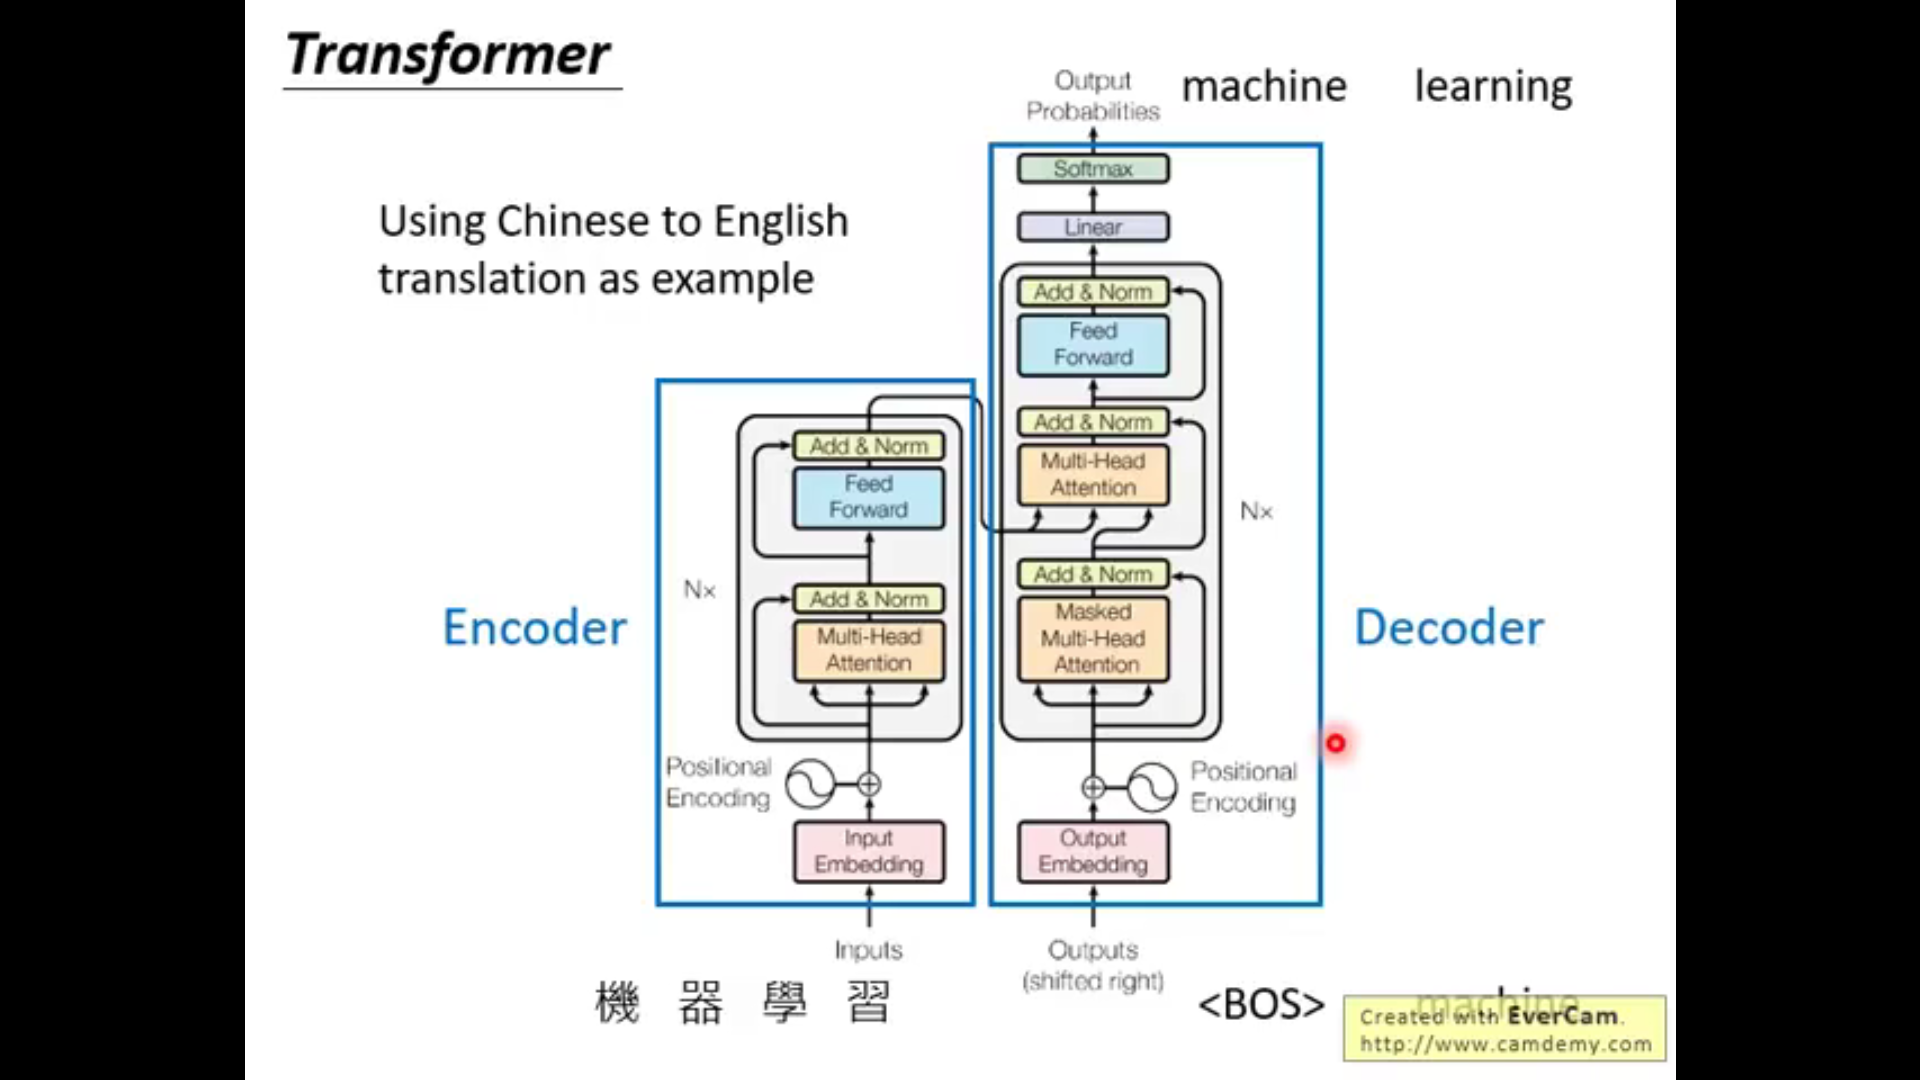 Transformer
Output
Probabilities
machine learning
Softmax
Using Chinese to English
translation as example
Linear
Add & Norm
Feed
Forward
Add & Norm
Multi-Head
Attention
Nx
Add & Norm
Masked
Multi-Head
Attention
Decoder
Positional
Encoding
Output
Embedding
Outputs
(shifted right)
<BOS> machine
Add & Norm
Feed
Forward
Nx
Add & Norm
Multi-Head
Attention
Encoder
Positional
Encoding
Input
Embedding
Inputs
機 器 學 習
Created with EverCam.
http://www.camdemy.com